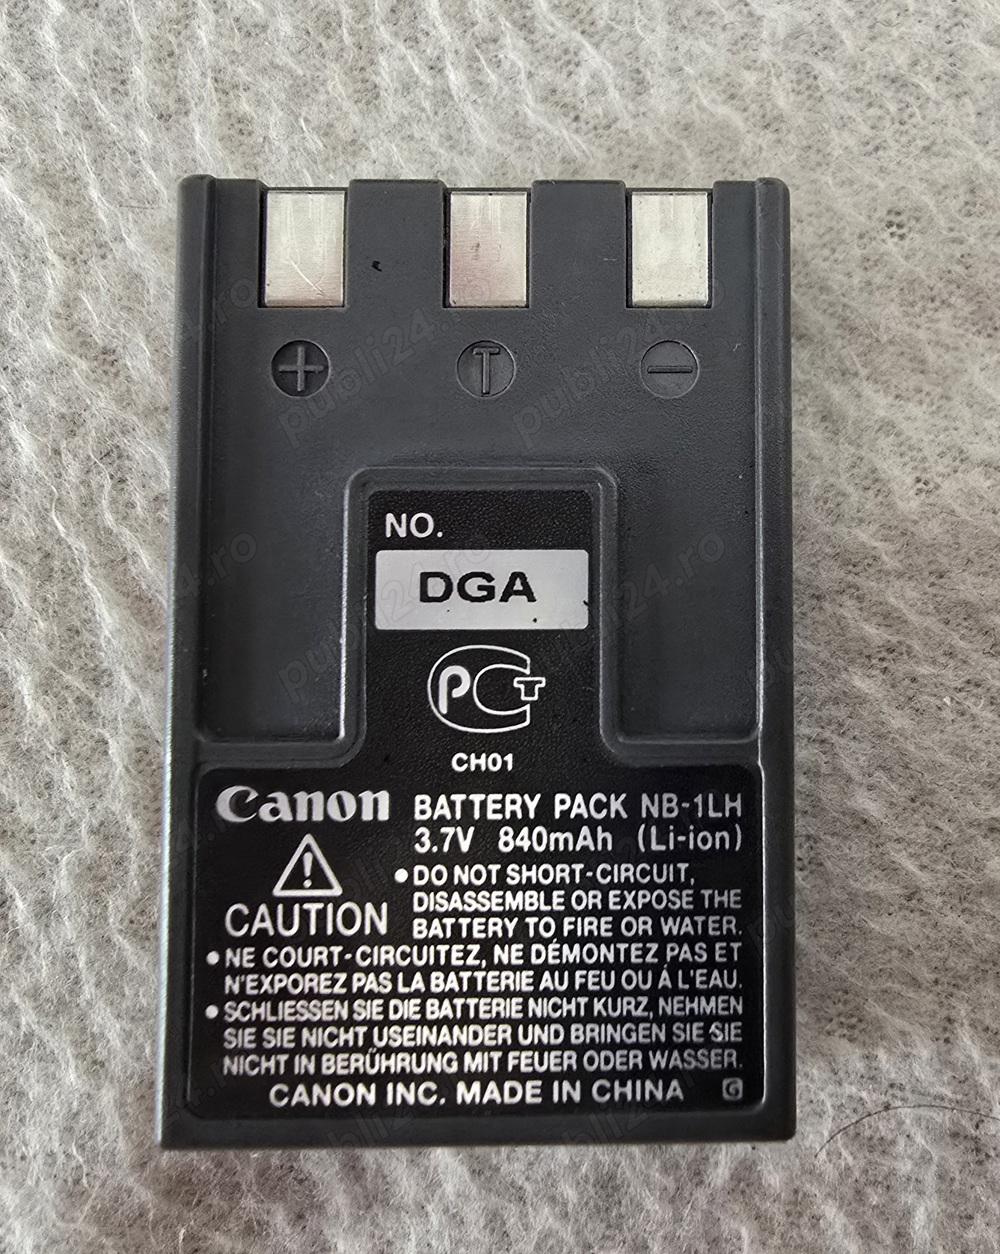 + T −
NO.
DGA
PCT
CH01
Canon BATTERY PACK NB-1LH
3.7V 840mAh (Li-ion)
CAUTION
•DO NOT SHORT-CIRCUIT,
DISASSEMBLE OR EXPOSE THE
BATTERY TO FIRE OR WATER.
•NE COURT-CIRCUITEZ, NE DÉMONTEZ PAS ET
N'EXPOREZ PAS LA BATTERIE AU FEU OU Á L'EAU.
•SCHLIESSEN SIE DIE BATTERIE NICHT KURZ, NEHMEN
SIE SIE NICHT USEINANDER UND BRINGEN SIE SIE
NICHT IN BERÜHRUNG MIT FEUER ODER WASSER.
CANON INC. MADE IN CHINA G
publi24.ro